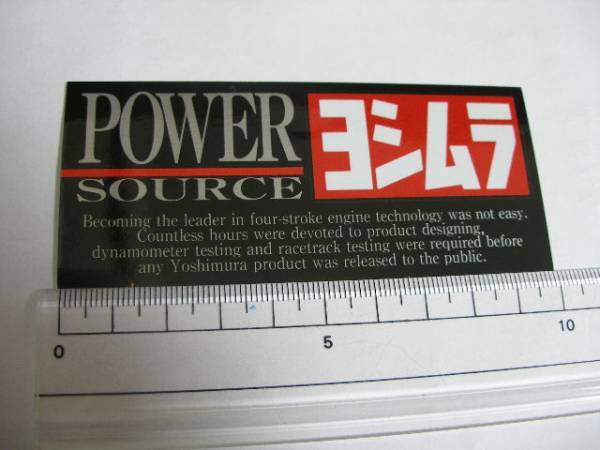 POWER
SOURCE
ヨシムラ
Becoming the leader in four-stroke engine technology was not easy.
Countless hours were devoted to product designing,
dynamometer testing and racetrack testing were required before
any Yoshimura product was released to the public.
0 5 10